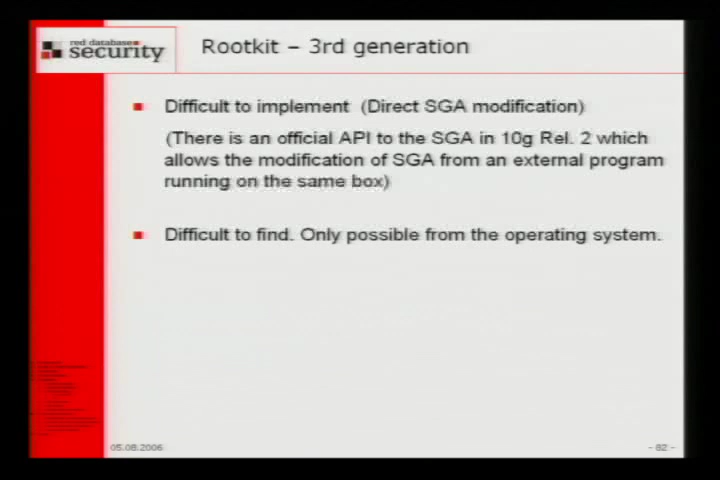 red database
security
Rootkit – 3rd generation
Difficult to implement (Direct SGA modification)
(There is an official API to the SGA in 10g Rel. 2 which
allows the modification of SGA from an external program
running on the same box)
Difficult to find. Only possible from the operating system.
05.08.2006
- 82 -